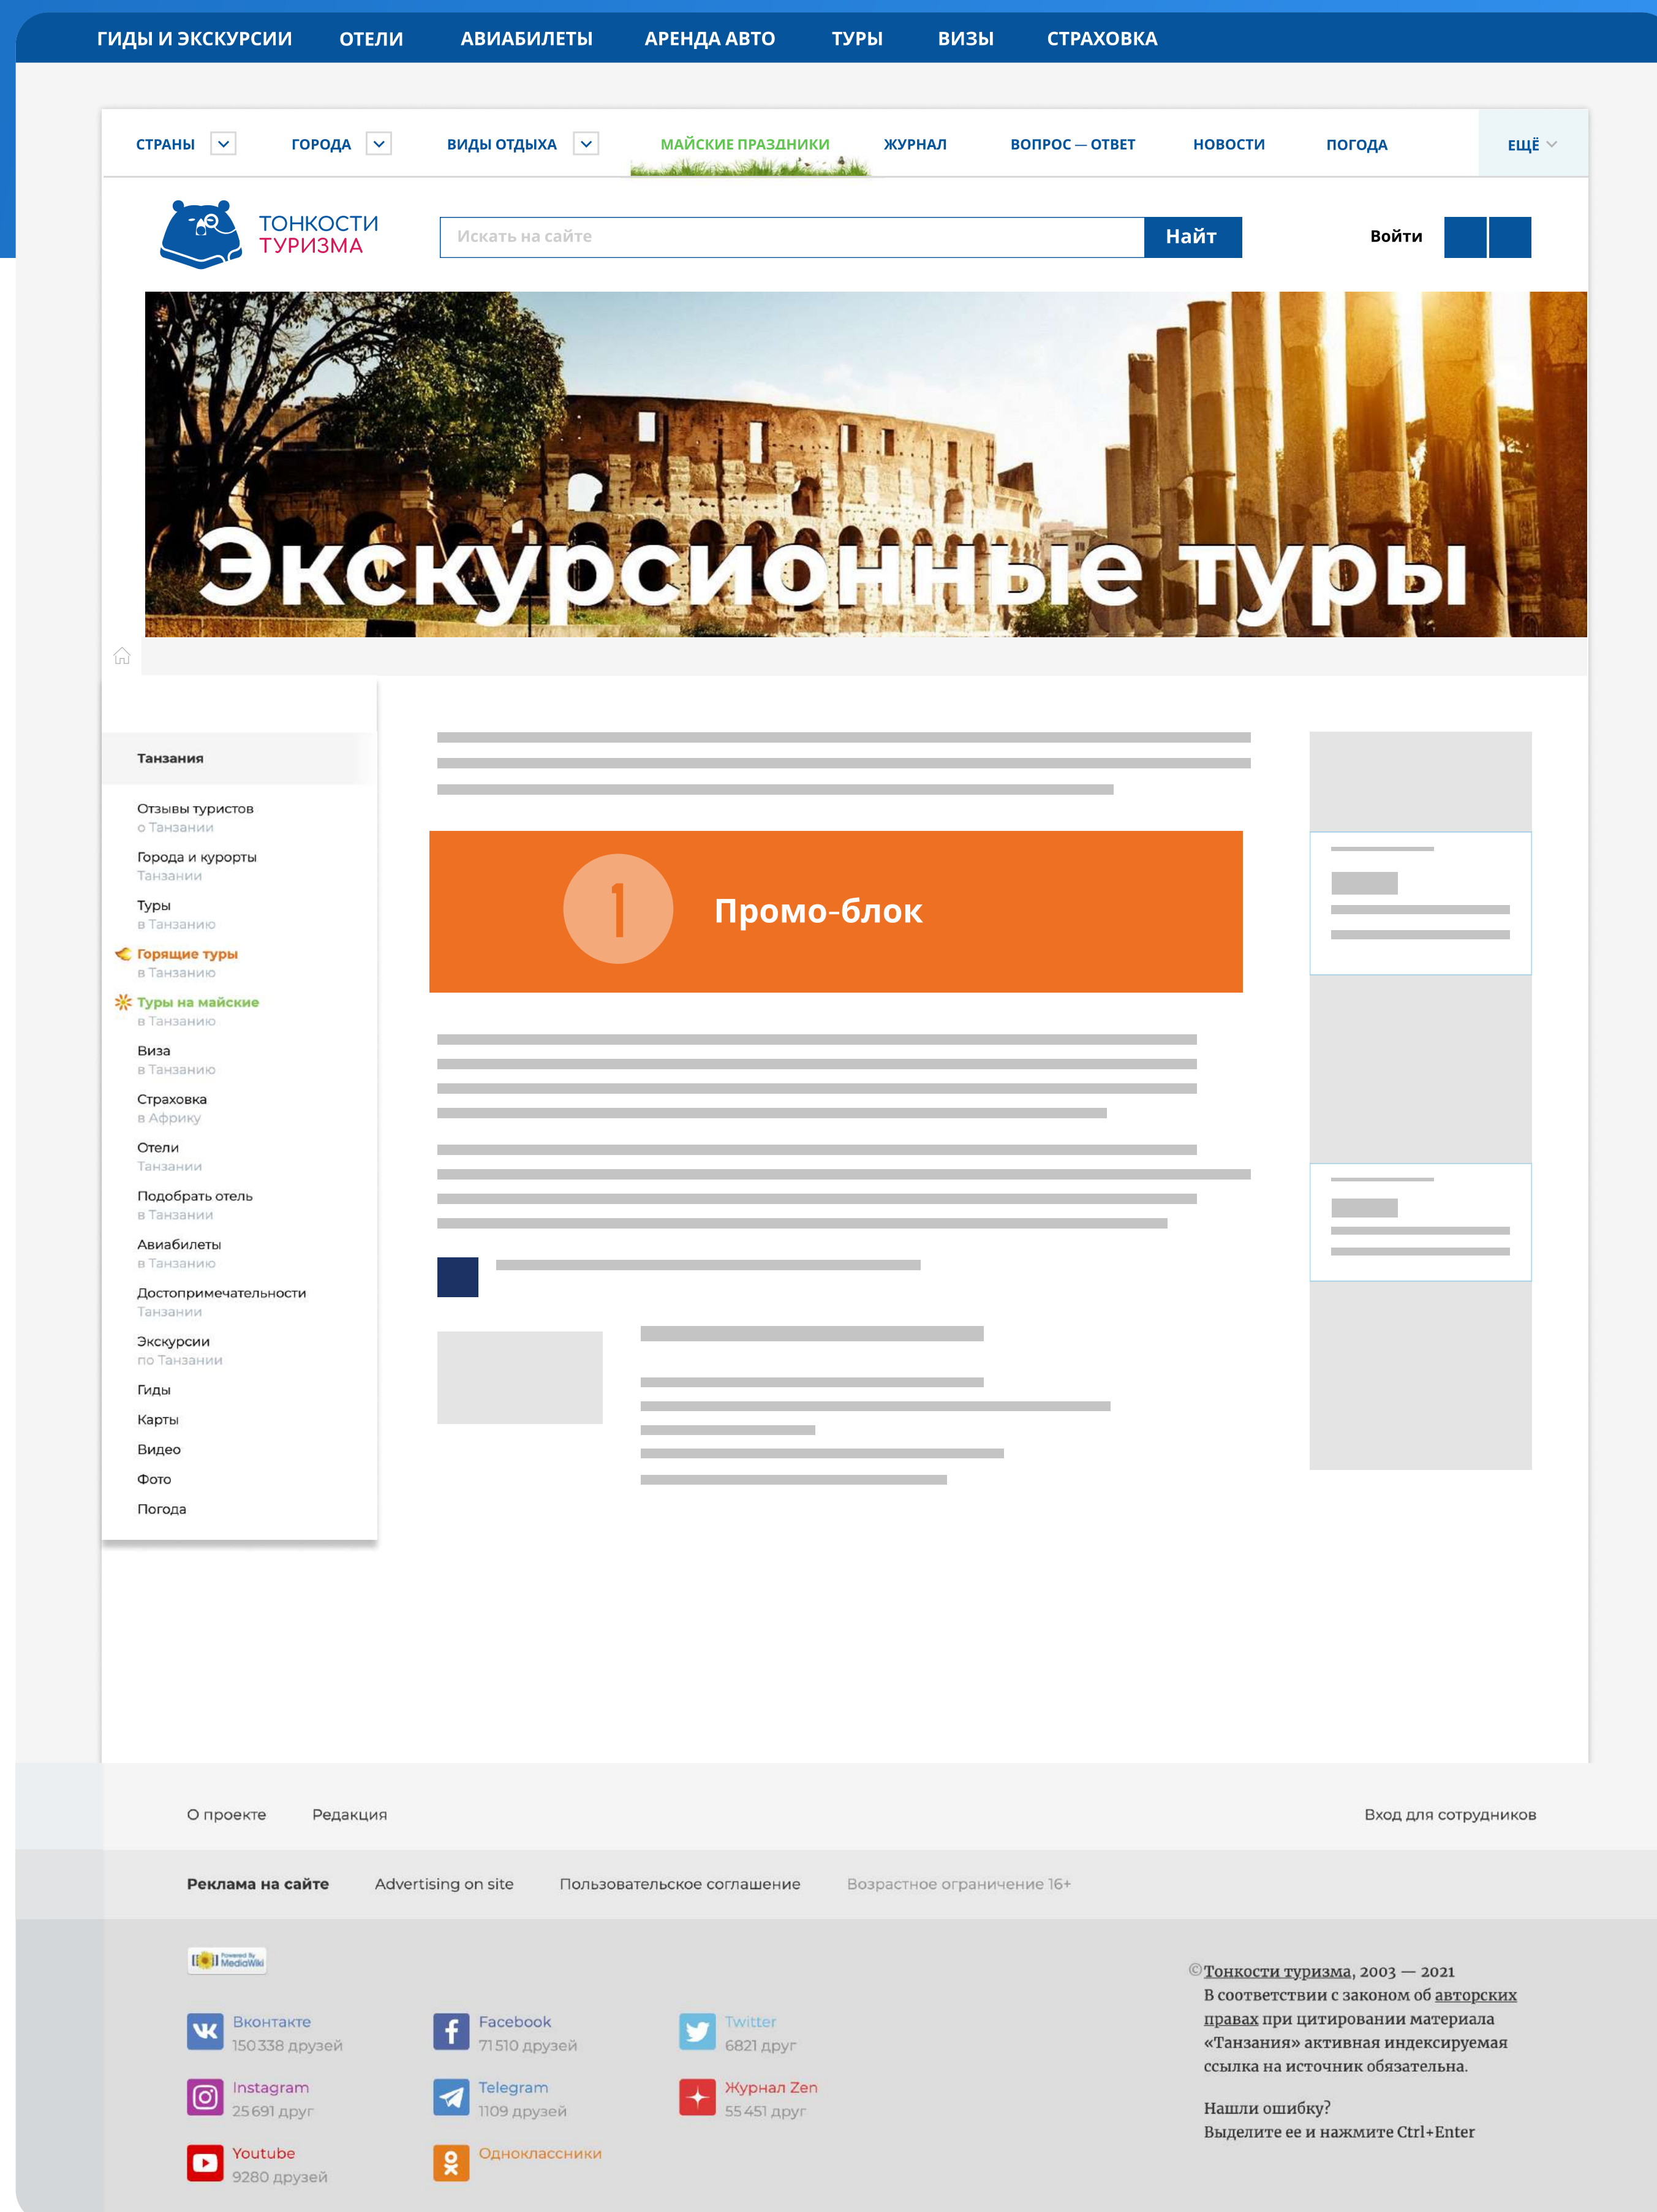 ГИДЫ И ЭКСКУРСИИ ОТЕЛИ АВИАБИЛЕТЫ АРЕНДА АВТО ТУРЫ ВИЗЫ СТРАХОВКА
СТРАНЫ ГОРОДА ВИДЫ ОТДЫХА МАЙСКИЕ ПРАЗДНИКИ ЖУРНАЛ ВОПРОС — ОТВЕТ НОВОСТИ ПОГОДА ЕЩЁ
ТОНКОСТИ
ТУРИЗМА
Искать на сайте Найт Войти
Экскурсионные туры
Танзания
Отзывы туристов
о Танзании
Города и курорты
Танзании
Туры
в Танзанию
Горящие туры
в Танзанию
Туры на майские
в Танзанию
Виза
в Танзанию
Страховка
в Африку
Отели
Танзании
Подобрать отель
в Танзании
Авиабилеты
в Танзанию
Достопримечательности
Танзании
Экскурсии
по Танзании
Гиды
Карты
Видео
Фото
Погода
1 Промо-блок
О проекте Редакция Вход для сотрудников
Реклама на сайте Advertising on site Пользовательское соглашение Возрастное ограничение 16+
Powered By
MediaWiki
Вконтакте
150 338 друзей
Facebook
71 510 друзей
Twitter
6821 друг
Instagram
25 691 друг
Telegram
1109 друзей
Журнал Zen
55 451 друг
Youtube
9280 друзей
Одноклассники
© Тонкости туризма, 2003 — 2021
В соответствии с законом об авторских
правах при цитировании материала
«Танзания» активная индексируемая
ссылка на источник обязательна.
Нашли ошибку?
Выделите ее и нажмите Ctrl+Enter